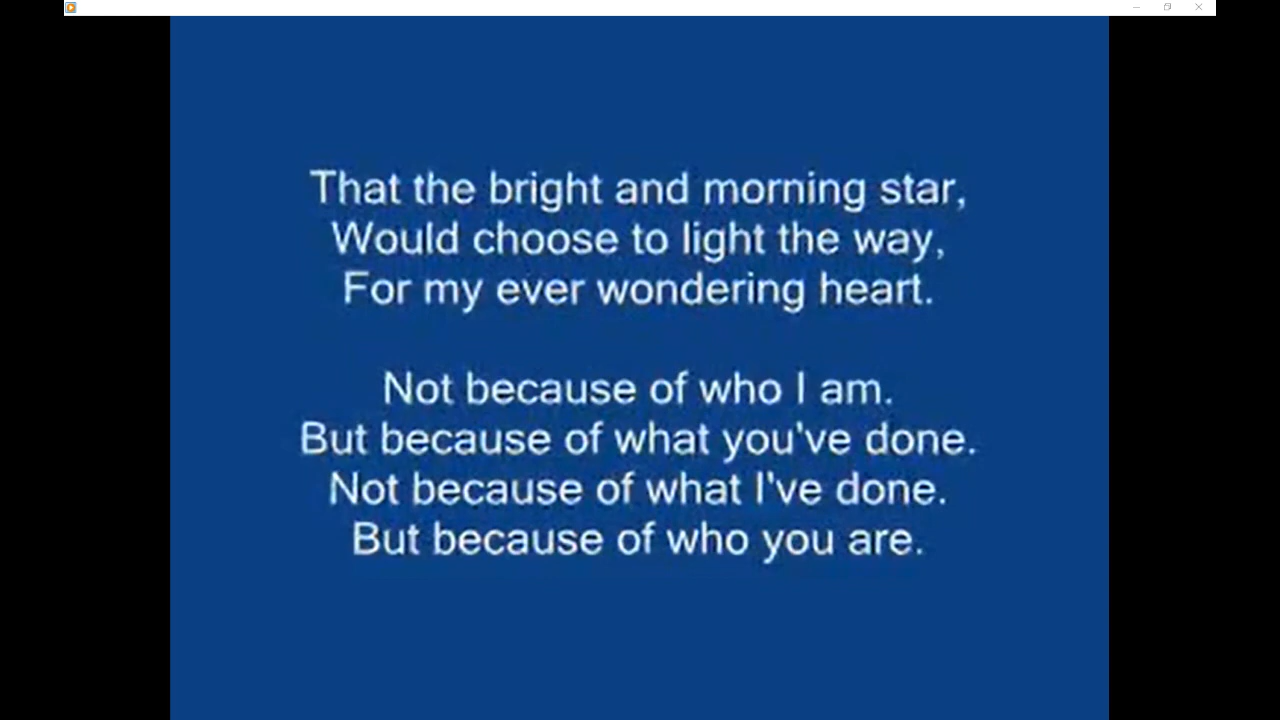 That the bright and morning star,
Would choose to light the way,
For my ever wondering heart.
Not because of who I am.
But because of what you've done.
Not because of what I've done.
But because of who you are.